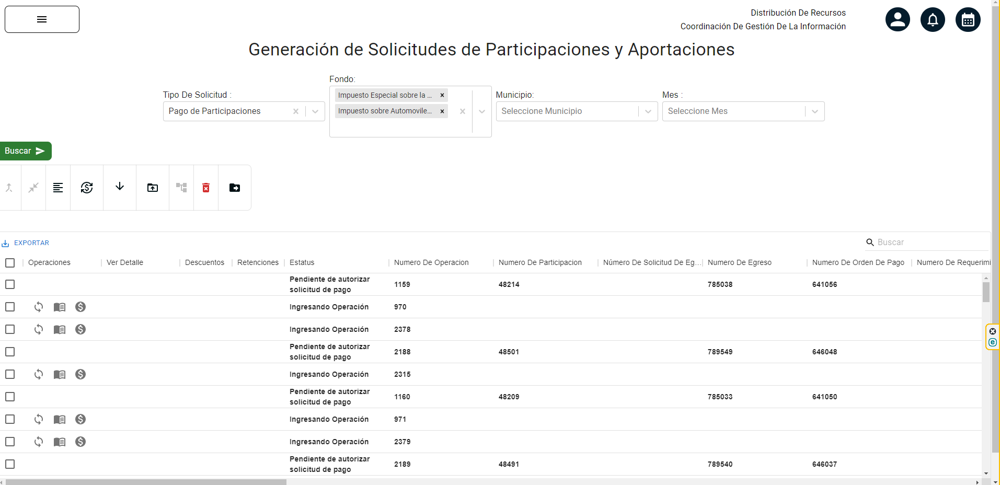 Distribución De Recursos
Coordinación De Gestión De La Información
Generación de Solicitudes de Participaciones y Aportaciones
Tipo De Solicitud :
Pago de Participaciones
Fondo:
Impuesto Especial sobre la ...
Impuesto sobre Automovile...
Municipio:
Seleccione Municipio
Mes :
Seleccione Mes
Buscar
EXPORTAR
Buscar
Operaciones Ver Detalle Descuentos Retenciones Estatus Numero De Operacion Numero De Participacion Número De Solicitud De Eg... Numero De Egreso Numero De Orden De Pago Numero De Requerimi
Pendiente de autorizar
solicitud de pago 1159 48214 785038 641056
Ingresando Operación 970
Ingresando Operación 2378
Pendiente de autorizar
solicitud de pago 2188 48501 789549 646048
Ingresando Operación 2315
Pendiente de autorizar
solicitud de pago 1160 48209 785033 641050
Ingresando Operación 971
Ingresando Operación 2379
Pendiente de autorizar
solicitud de pago 2189 48491 789540 646037